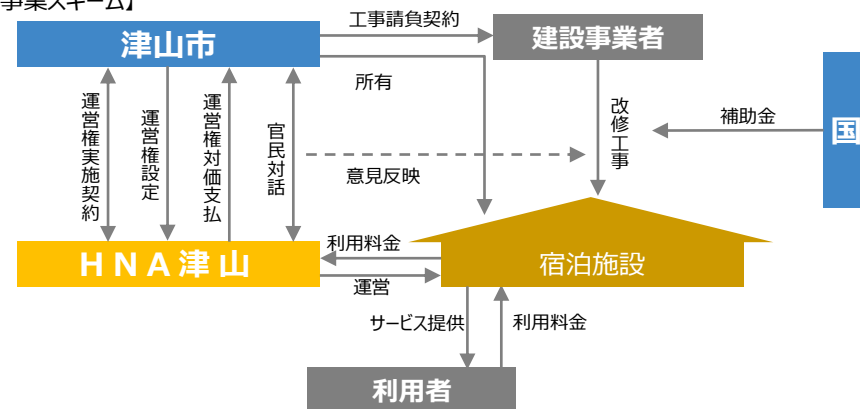 事業スキーム】
工事請負契約
津山市
建設事業者
所有
国
補助金
改修工事
運営権実施契約
運営権設定
運営権対価支払
官民対話
意見反映
利用料金
HNA津山
宿泊施設
運営
サービス提供
利用料金
利用者